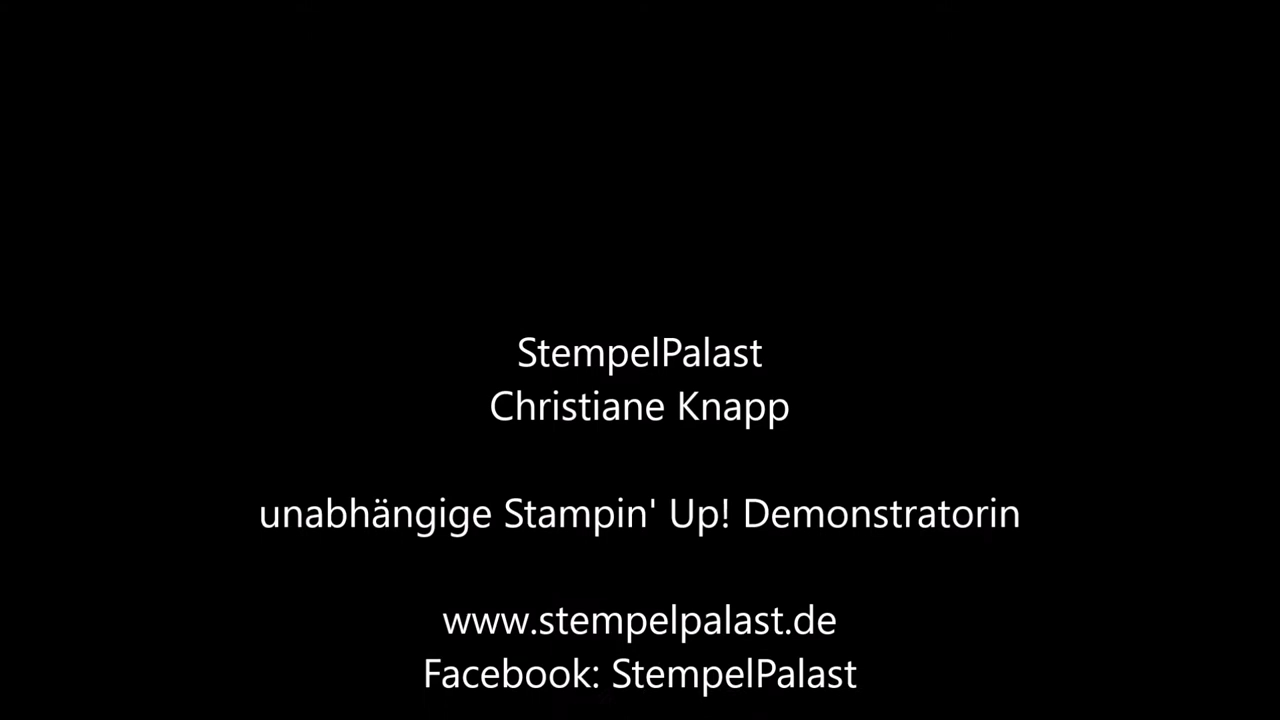 StempelPalast
Christiane Knapp
unabhängige Stampin' Up! Demonstratorin
www.stempelpalast.de
Facebook: StempelPalast